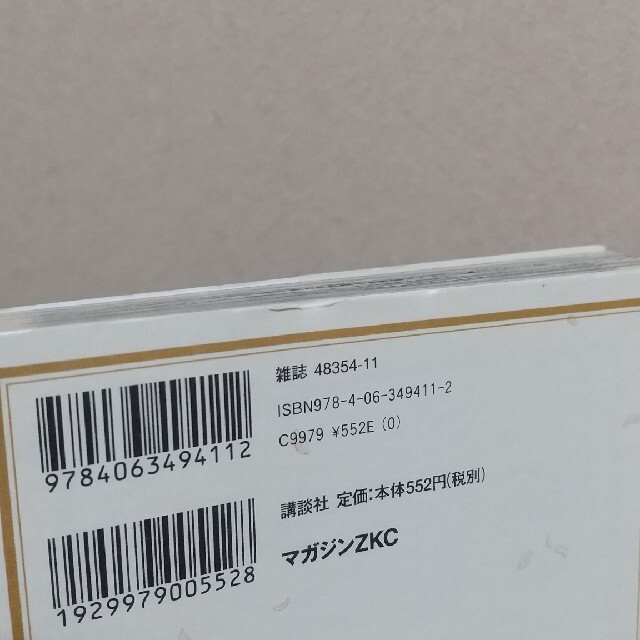 雑誌 48354-11
ISBN978-4-06-349411-2
C9979 ¥552E (0)
9784063494112
講談社 定価:本体552円(税別)
マガジンZKC
1929979005528